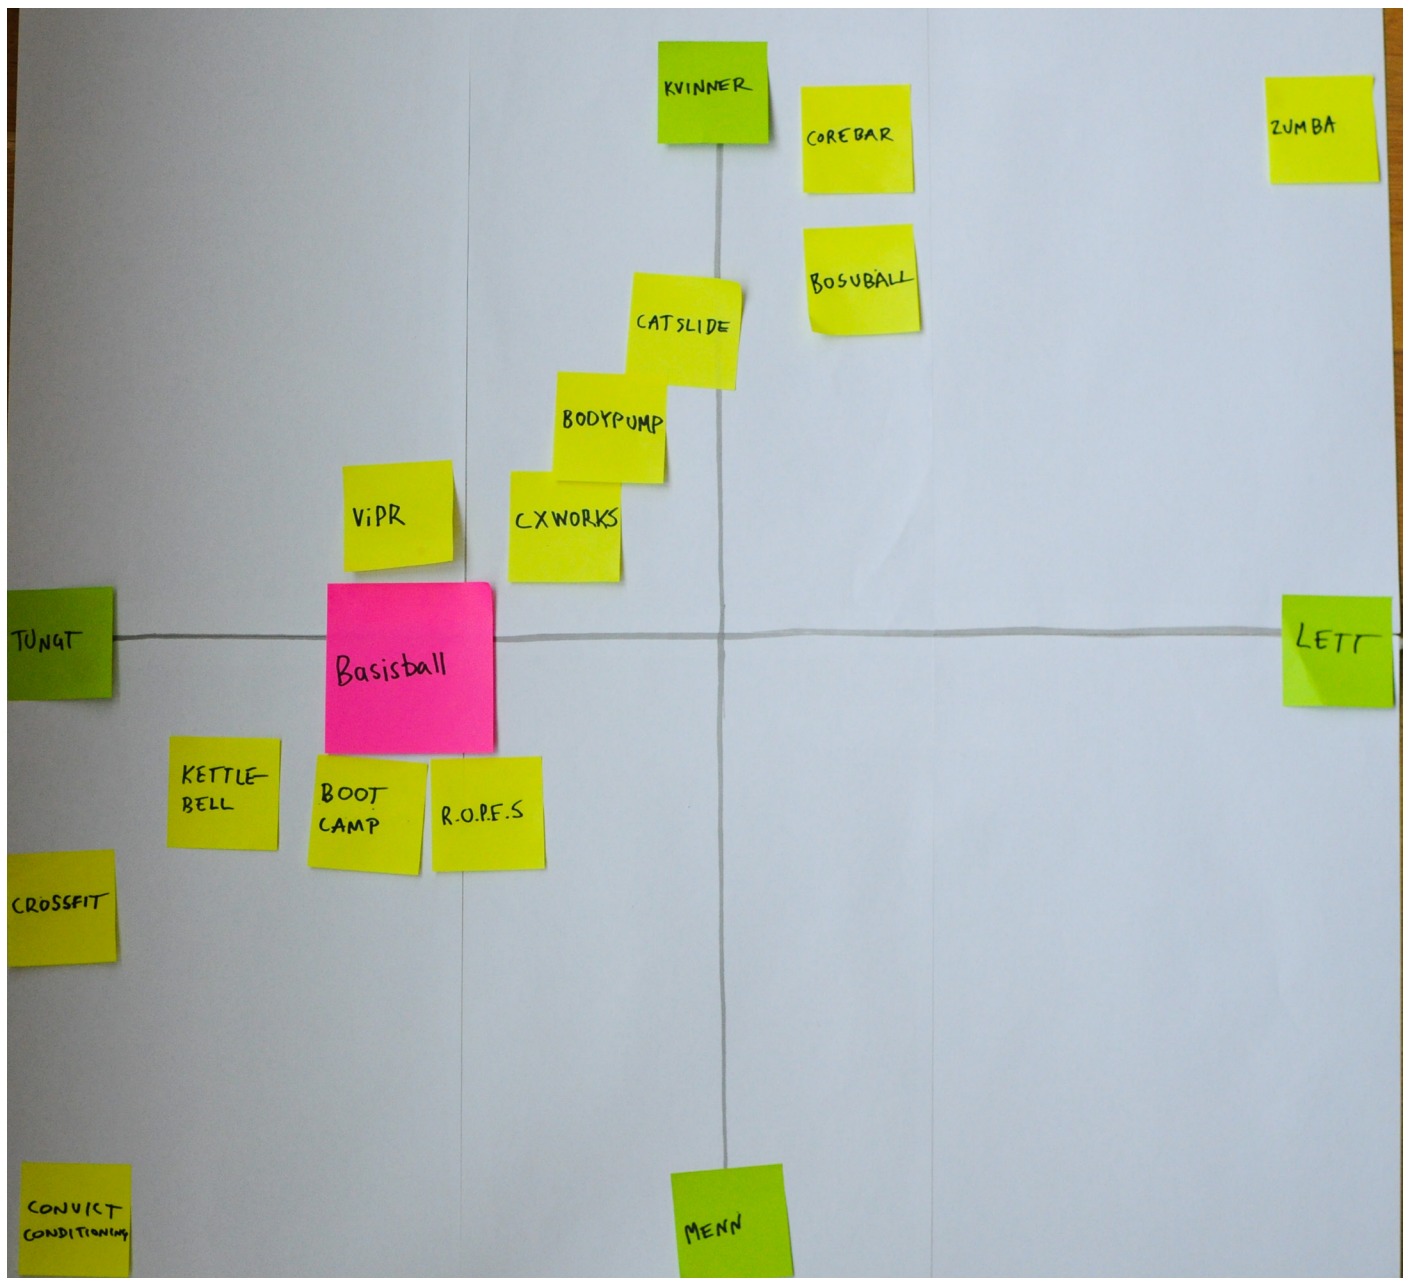 KVINNER
COREBAR
ZUMBA
BOSUBALL
CATSLIDE
BODYPUMP
ViPR
CXWORKS
TUNGT
Basisball
LETT
KETTLE-
BELL
BOOT
CAMP
R.O.P.E.S
CROSSFIT
CONVICT
CONDITIONING
MENN